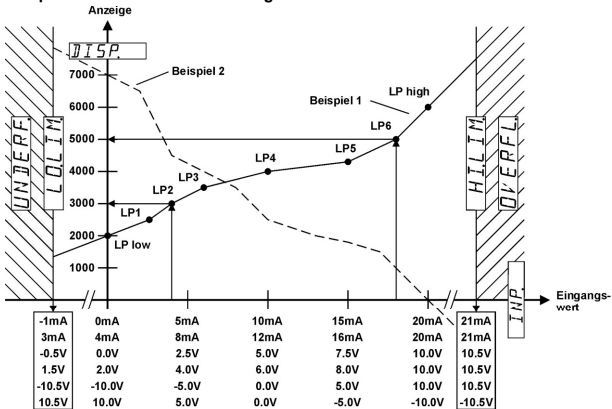 Anzeige
DISP.
7000
Beispiel 2
Beispiel 1
LP high
6000
LP6
5000
LP5
LP4
4000
LP3
LP2
3000
LP1
2000
LP low
1000
UNDERF.
LO.LIM.
HI.LIM.
OVERFL.
INP.
Eingangs-
wert
-1mA 0mA 5mA 10mA 15mA 20mA 21mA
3mA 4mA 8mA 12mA 16mA 20mA 21mA
-0.5V 0.0V 2.5V 5.0V 7.5V 10.0V 10.5V
1.5V 2.0V 4.0V 6.0V 8.0V 10.0V 10.5V
-10.5V -10.0V -5.0V 0.0V 5.0V 10.0V 10.5V
10.5V 10.0V 5.0V 0.0V -5.0V -10.0V -10.5V